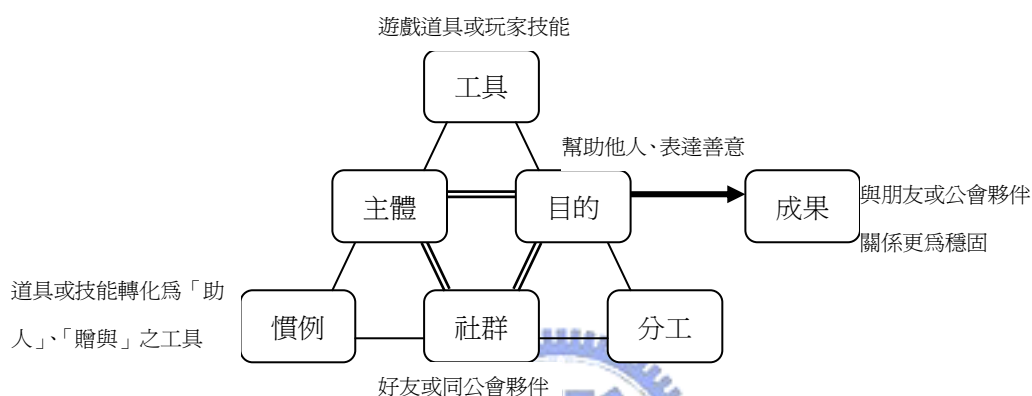 遊戲道具或玩家技能
工具
幫助他人、表達善意
主體
目的
成果
與朋友或公會夥伴
關係更為穩固
道具或技能轉化為「助
人」、「贈與」之工具
慣例
社群
分工
好友或同公會夥伴